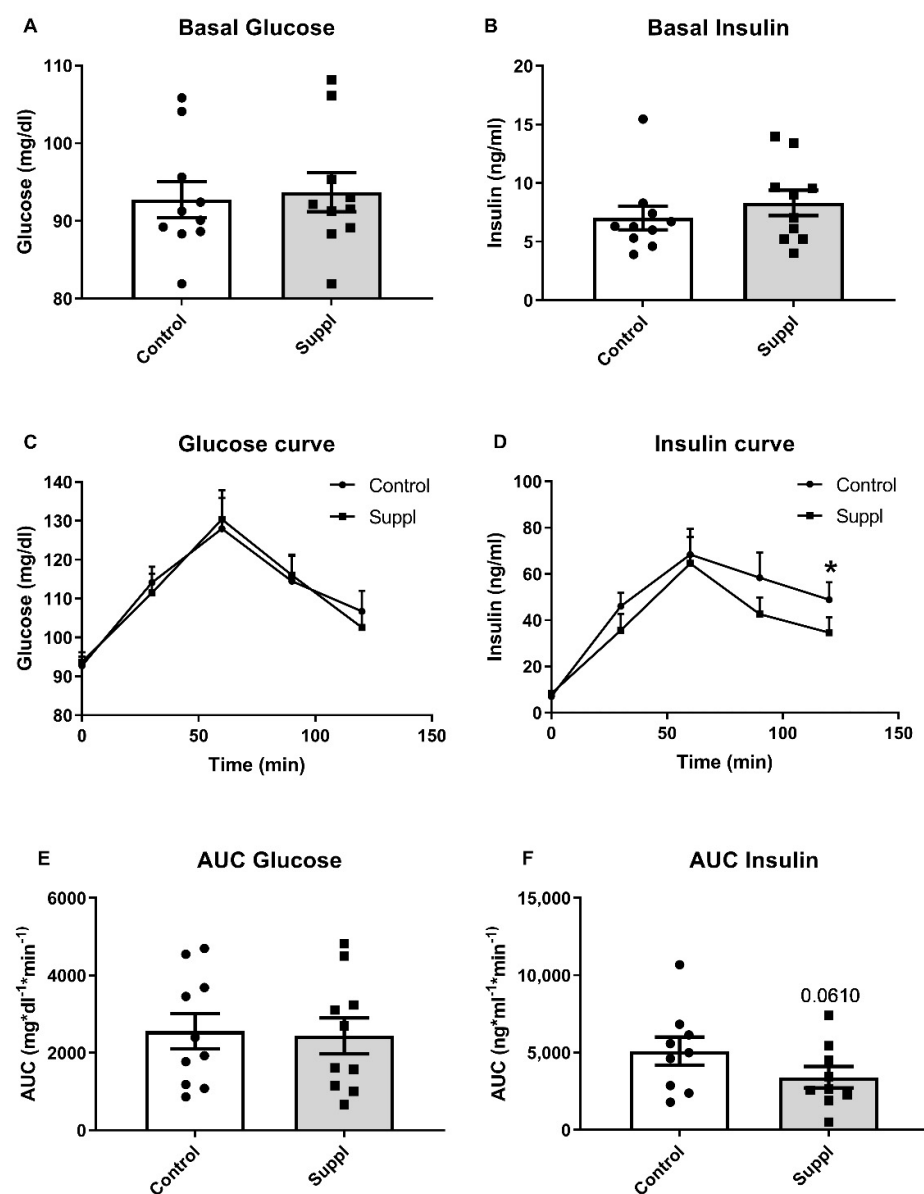 A
Basal Glucose
Glucose (mg/dl)
110
100
90
80
Control
Suppl
B
Basal Insulin
Insulin (ng/ml)
20
15
10
5
0
Control
Suppl
C
Glucose curve
Glucose (mg/dl)
140
130
120
110
100
90
80
0
50
100
150
Time (min)
Control
Suppl
D
Insulin curve
Insulin (ng/ml)
100
80
60
40
20
0
0
50
100
150
Time (min)
Control
Suppl
*
E
AUC Glucose
AUC (mg*dl⁻¹*min⁻¹)
6000
4000
2000
0
Control
Suppl
F
AUC Insulin
AUC (ng*ml⁻¹*min⁻¹)
15,000
10,000
5,000
0
0.0610
Control
Suppl